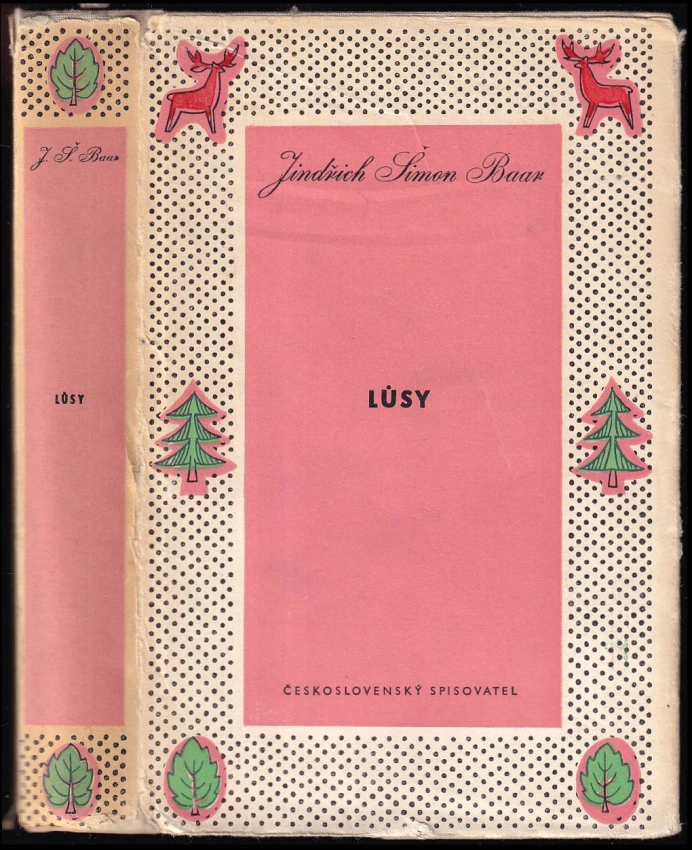 J. Š. Baar
LŮSY
Jindřich Šimon Baar
LŮSY
ČESKOSLOVENSKÝ SPISOVATEL